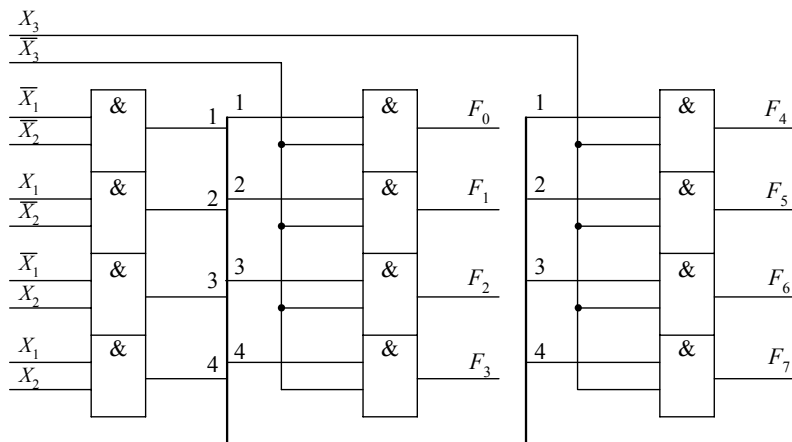 X₃
X̅₃
X̅₁ & 1 1 & F₀ 1 & F₄
X̅₂
X₁ & 2 2 & F₁ 2 & F₅
X̅₂
X̅₁ & 3 3 & F₂ 3 & F₆
X₂
X₁ & 4 4 & F₃ 4 & F₇
X₂